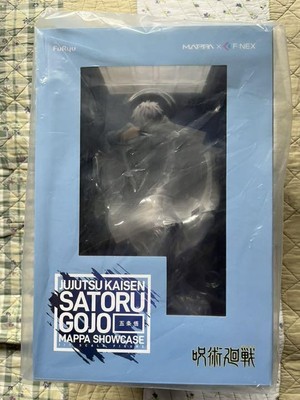 FuRyu
MAPPA × F:NEX
JUJUTSU KAISEN
SATORU
GOJO
五条悟
MAPPA SHOWCASE
呪術廻戦